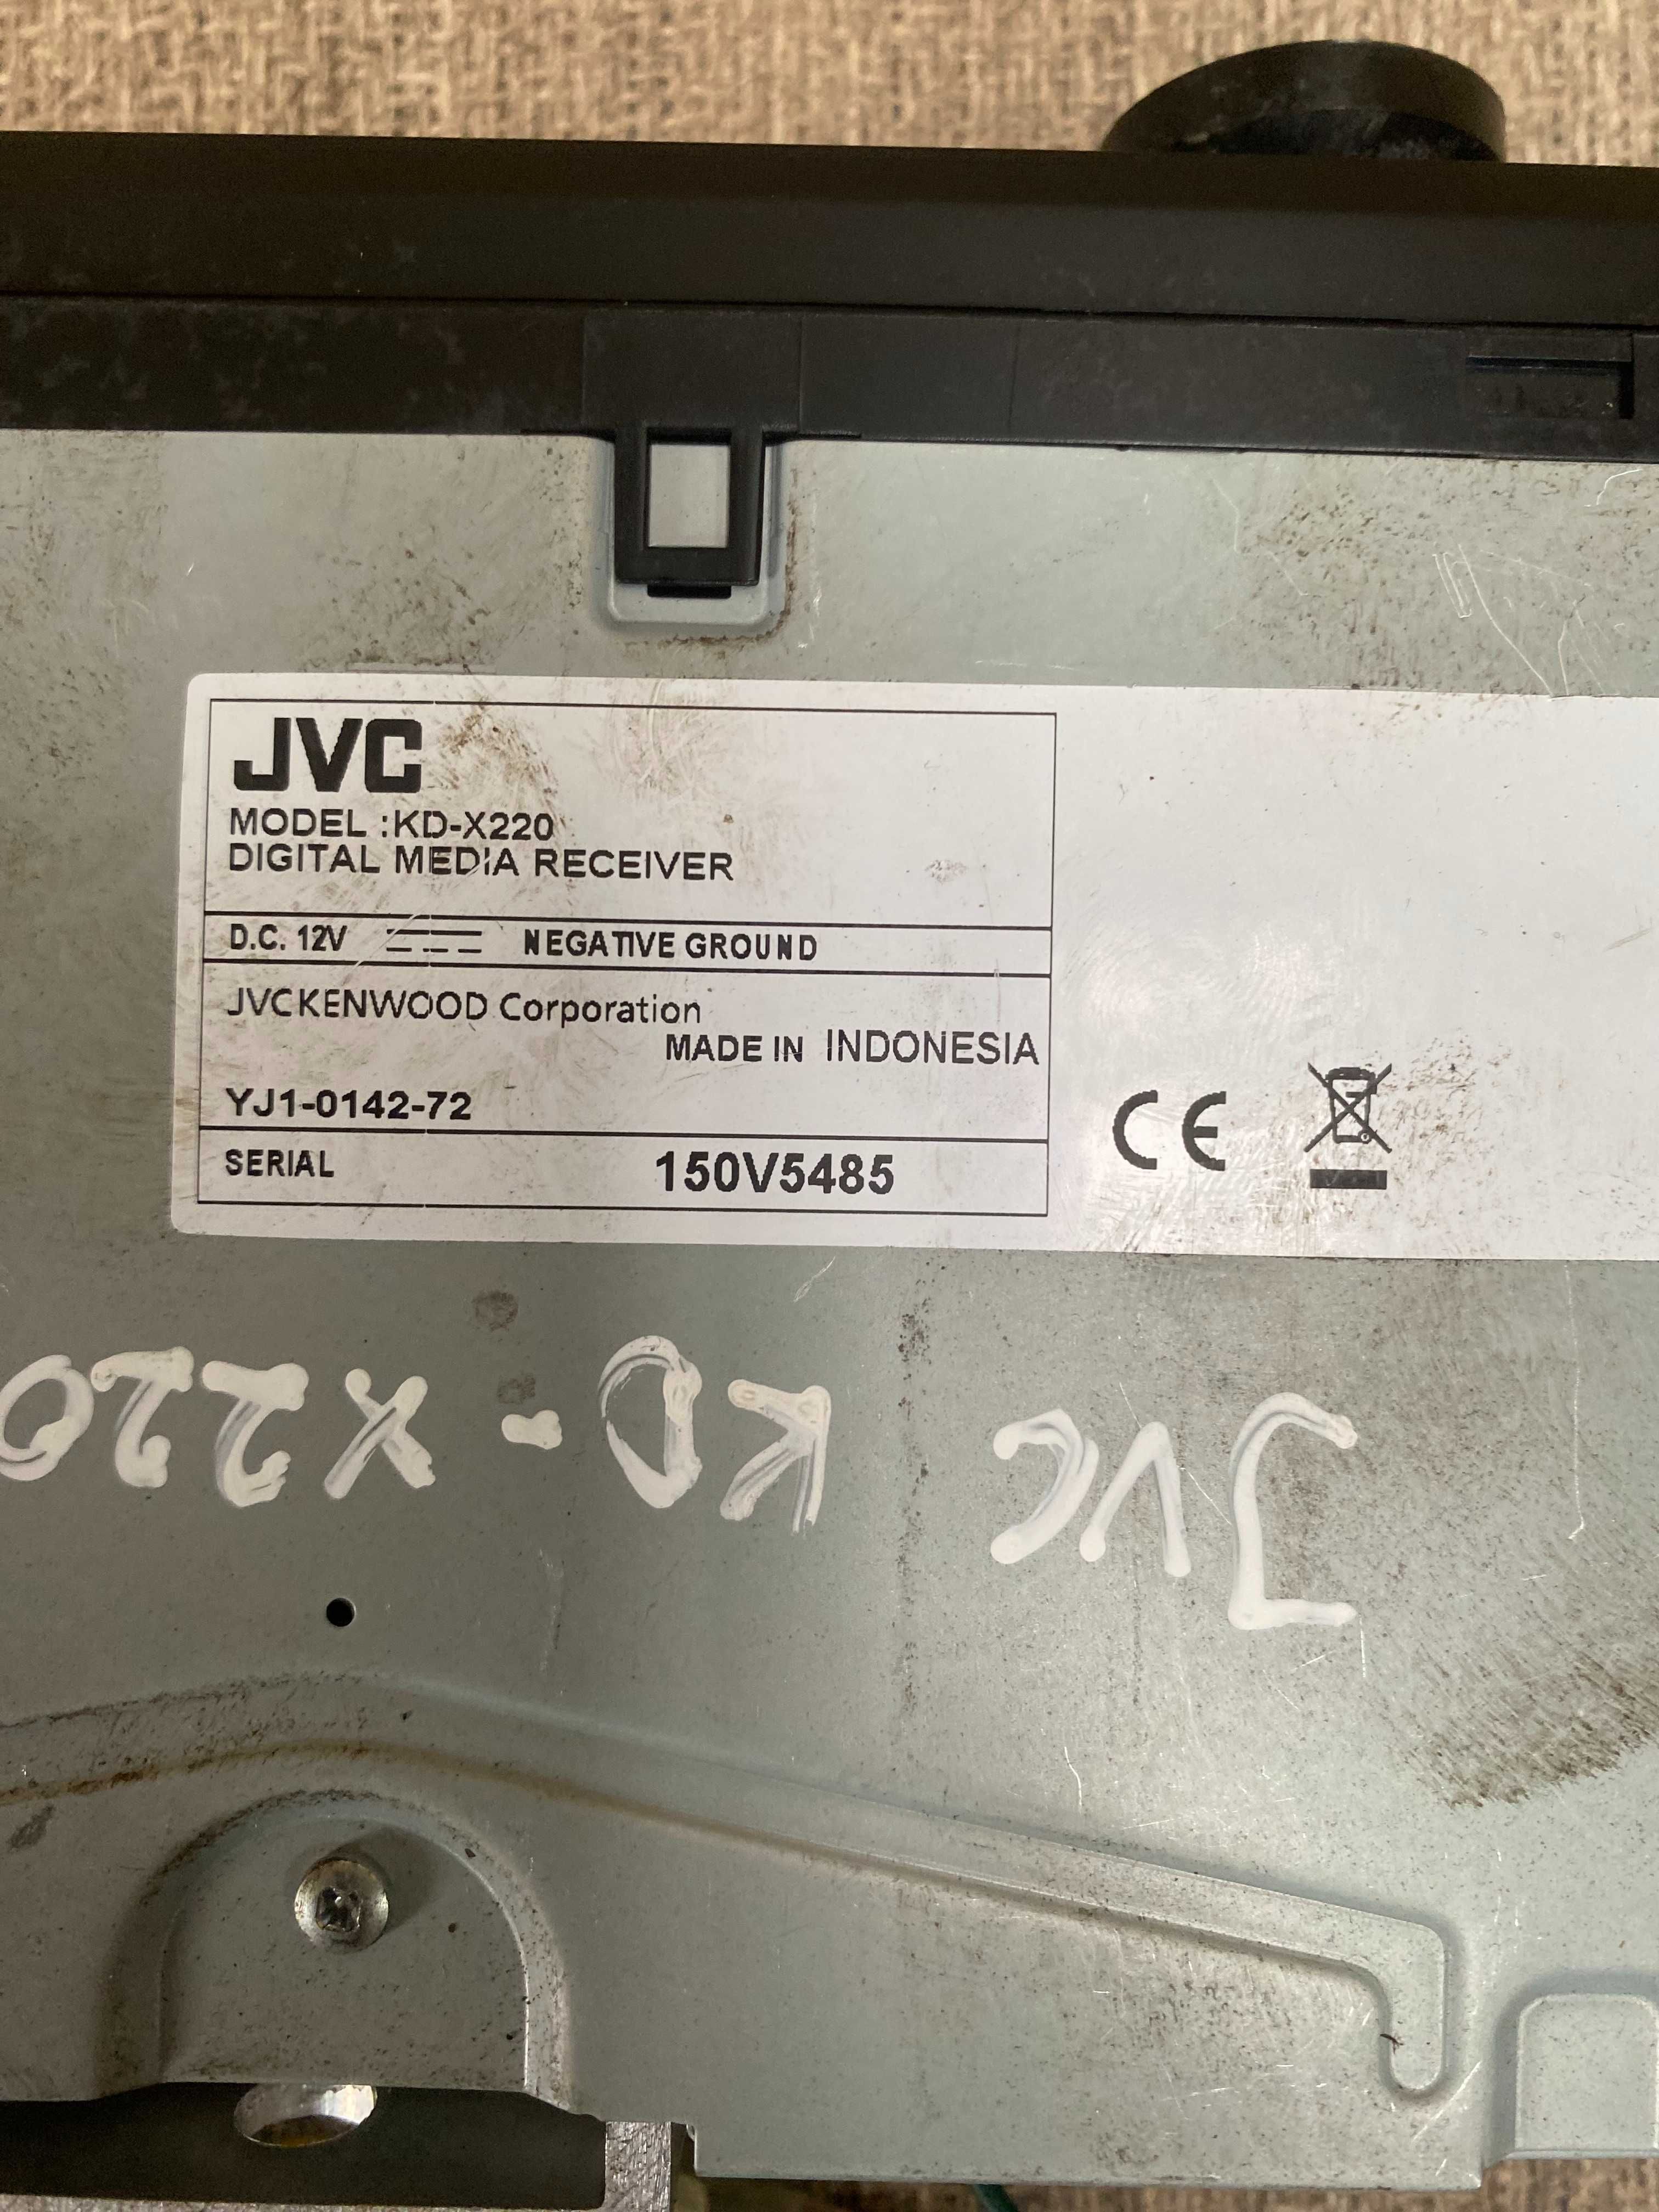 JVC
MODEL :KD-X220
DIGITAL MEDIA RECEIVER
D.C. 12V NEGATIVE GROUND
JVCKENWOOD Corporation
MADE IN INDONESIA
YJ1-0142-72
SERIAL 150V5485
CE
JVC KD-X220